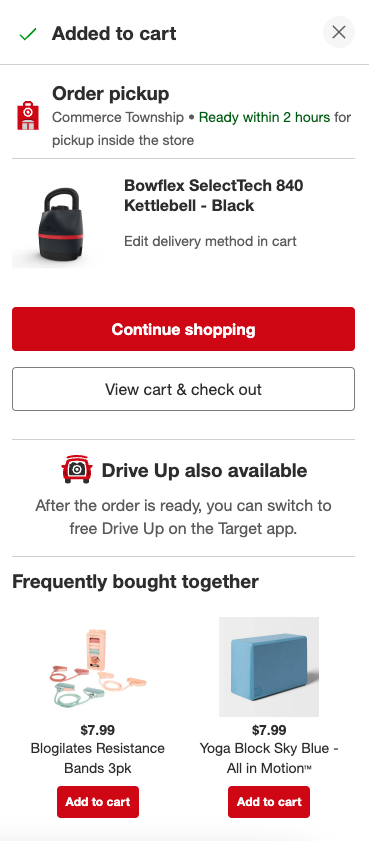 Added to cart
Order pickup
Commerce Township • Ready within 2 hours for
pickup inside the store
Bowflex SelectTech 840
Kettlebell - Black
Edit delivery method in cart
Continue shopping
View cart & check out
Drive Up also available
After the order is ready, you can switch to
free Drive Up on the Target app.
Frequently bought together
$7.99
Blogilates Resistance
Bands 3pk
Add to cart
$7.99
Yoga Block Sky Blue -
All in Motion™
Add to cart